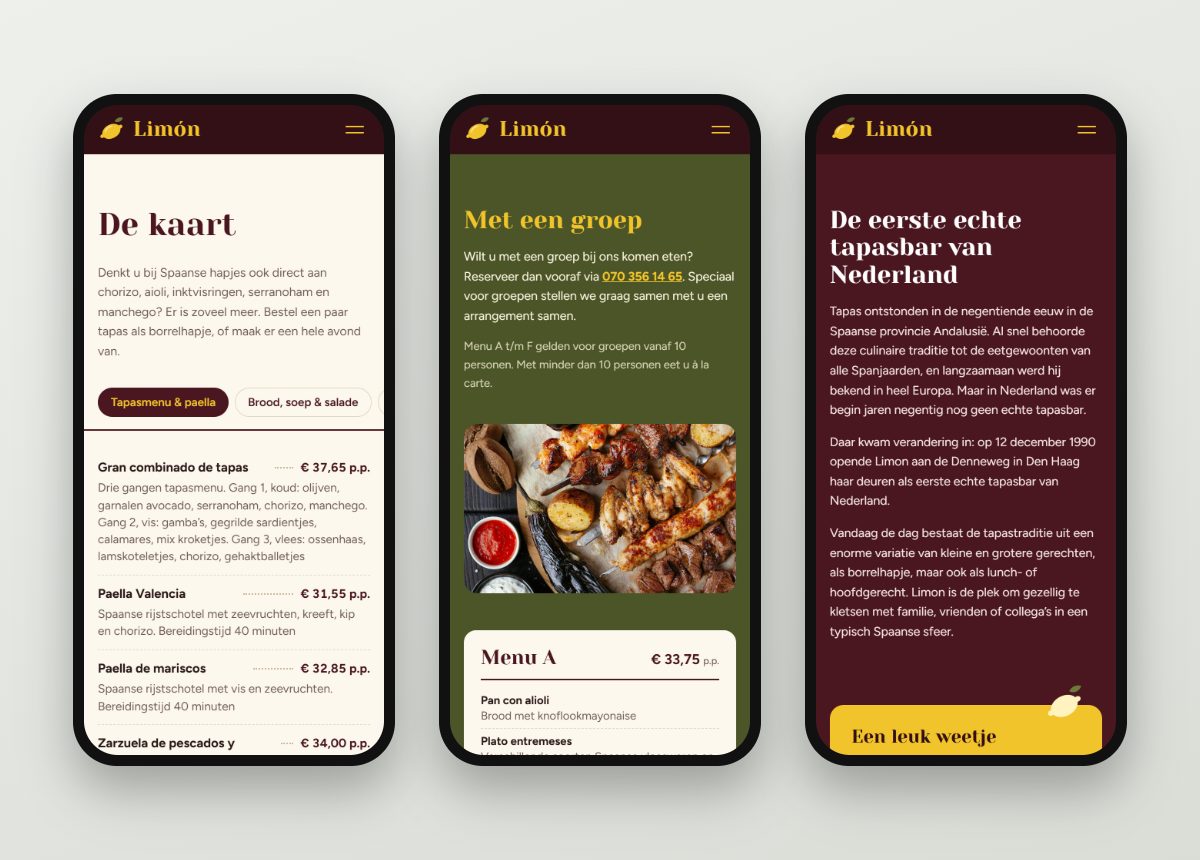 Limón
De kaart
Denkt u bij Spaanse hapjes ook direct aan
chorizo, aioli, inktvisringen, serranoham en
manchego? Er is zoveel meer. Bestel een paar
tapas als borrelhapje, of maak er een hele avond
van.
Tapasmenu & paella
Brood, soep & salade
Gran combinado de tapas € 37,65 p.p.
Drie gangen tapasmenu. Gang 1, koud: olijven,
garnalen avocado, serranoham, chorizo, manchego.
Gang 2, vis: gamba's, gegrilde sardientjes,
calamares, mix kroketjes. Gang 3, vlees: ossenhaas,
lamskoteletjes, chorizo, gehaktballetjes
Paella Valencia € 31,55 p.p.
Spaanse rijstschotel met zeevruchten, kreeft, kip
en chorizo. Bereidingstijd 40 minuten
Paella de mariscos € 32,85 p.p.
Spaanse rijstschotel met vis en zeevruchten.
Bereidingstijd 40 minuten
Zarzuela de pescados y € 34,00 p.p.
Limón
Met een groep
Wilt u met een groep bij ons komen eten?
Reserveer dan vooraf via 070 356 14 65. Speciaal
voor groepen stellen we graag samen met u een
arrangement samen.
Menu A t/m F gelden voor groepen vanaf 10
personen. Met minder dan 10 personen eet u à la
carte.
Menu A € 33,75 p.p.
Pan con alioli
Brood met knoflookmayonaise
Plato entremeses
Limón
De eerste echte
tapasbar van
Nederland
Tapas ontstonden in de negentiende eeuw in de
Spaanse provincie Andalusië. Al snel behoorde
deze culinaire traditie tot de eetgewoonten van
alle Spanjaarden, en langzaamaan werd hij
bekend in heel Europa. Maar in Nederland was er
begin jaren negentig nog geen echte tapasbar.
Daar kwam verandering in: op 12 december 1990
opende Limon aan de Denneweg in Den Haag
haar deuren als eerste echte tapasbar van
Nederland.
Vandaag de dag bestaat de tapastraditie uit een
enorme variatie van kleine en grotere gerechten,
als borrelhapje, maar ook als lunch- of
hoofdgerecht. Limon is de plek om gezellig te
kletsen met familie, vrienden of collega's in een
typisch Spaanse sfeer.
Een leuk weetje